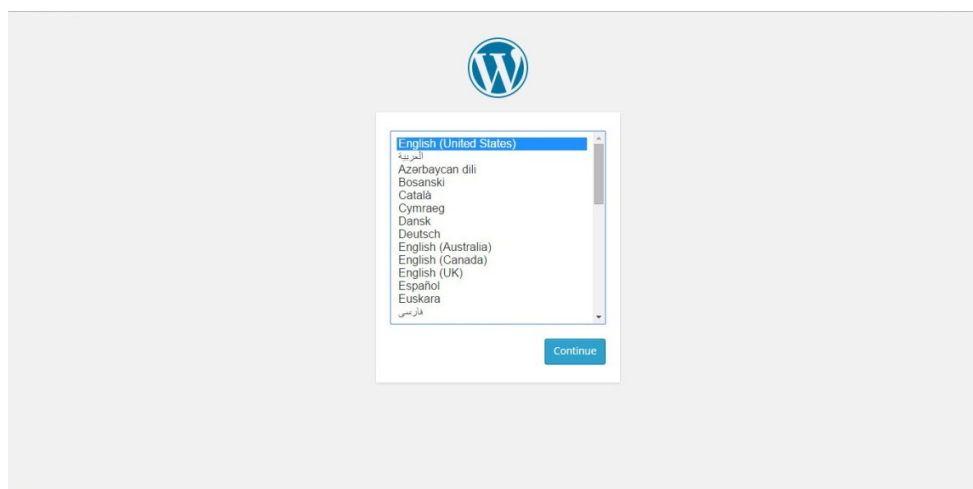 English (United States)
العربية
Azərbaycan dili
Bosanski
Català
Cymraeg
Dansk
Deutsch
English (Australia)
English (Canada)
English (UK)
Español
Euskara
فارسی
Continue